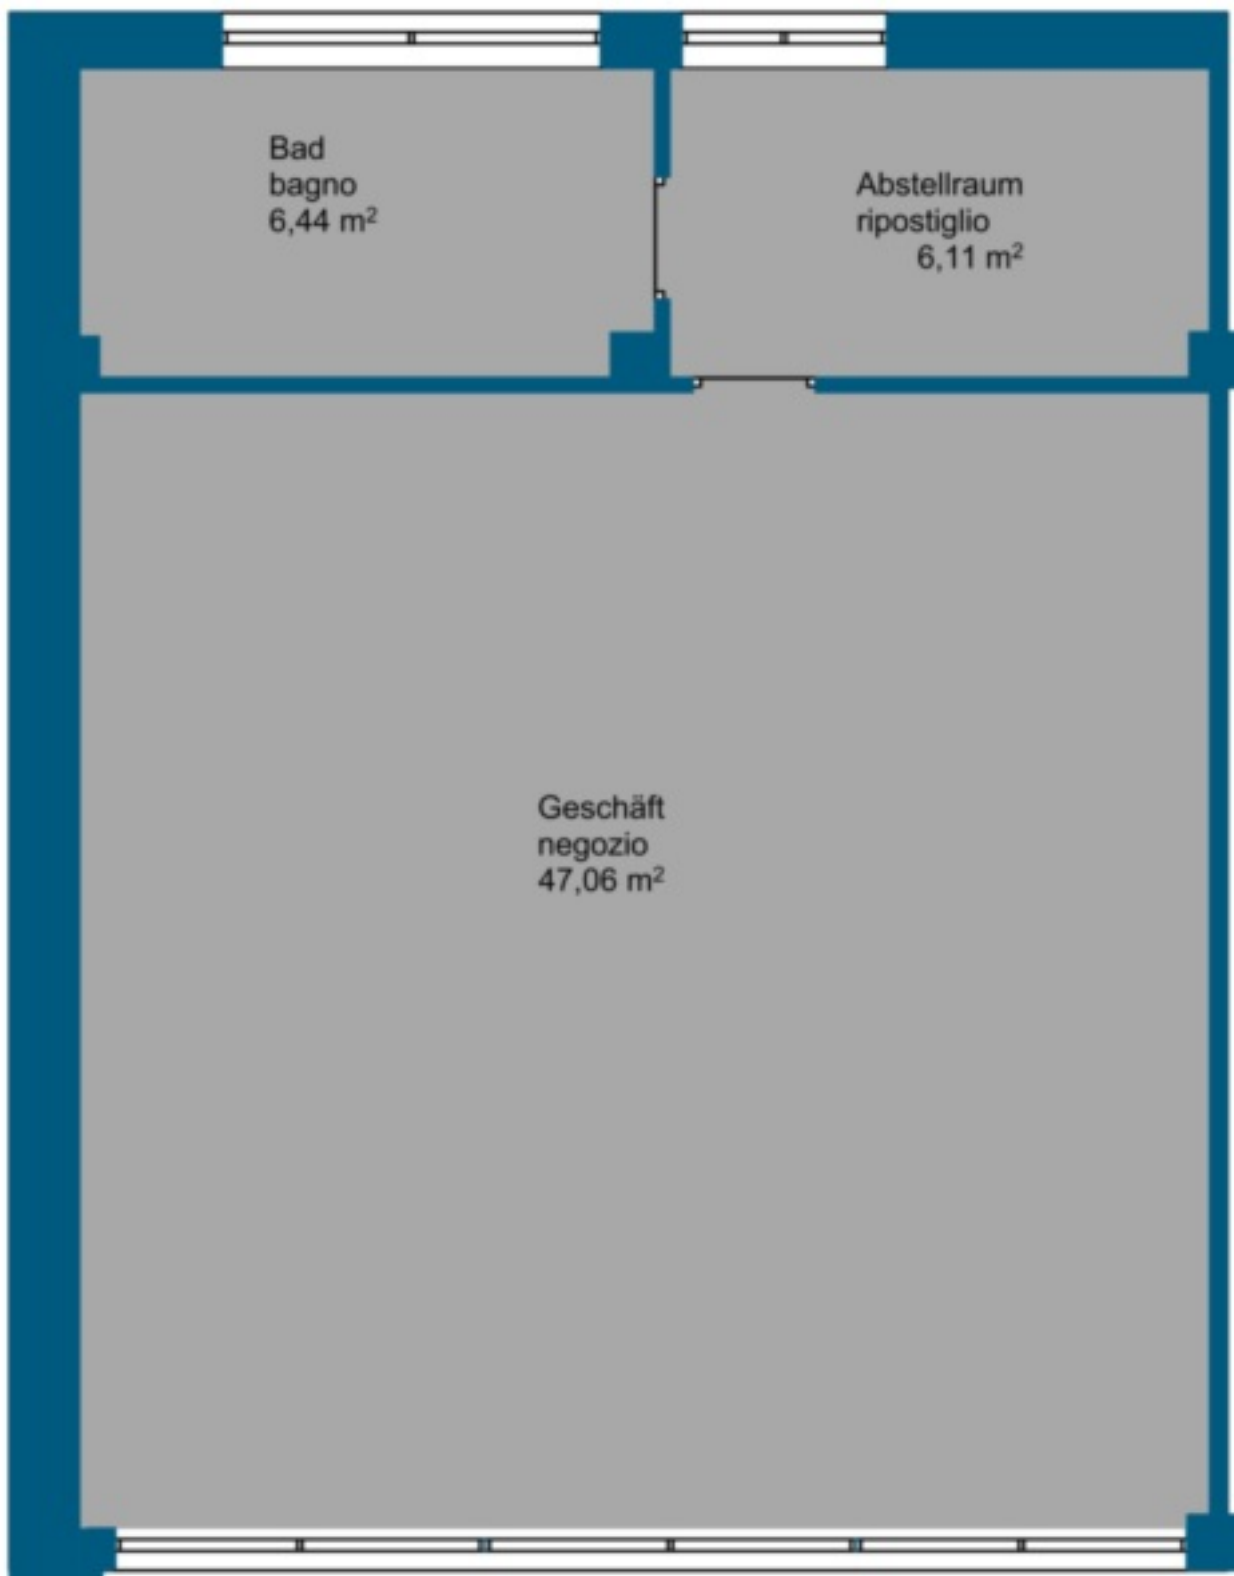 Bad
bagno
6,44 m²
Abstellraum
ripostiglio
6,11 m²
Geschäft
negozio
47,06 m²